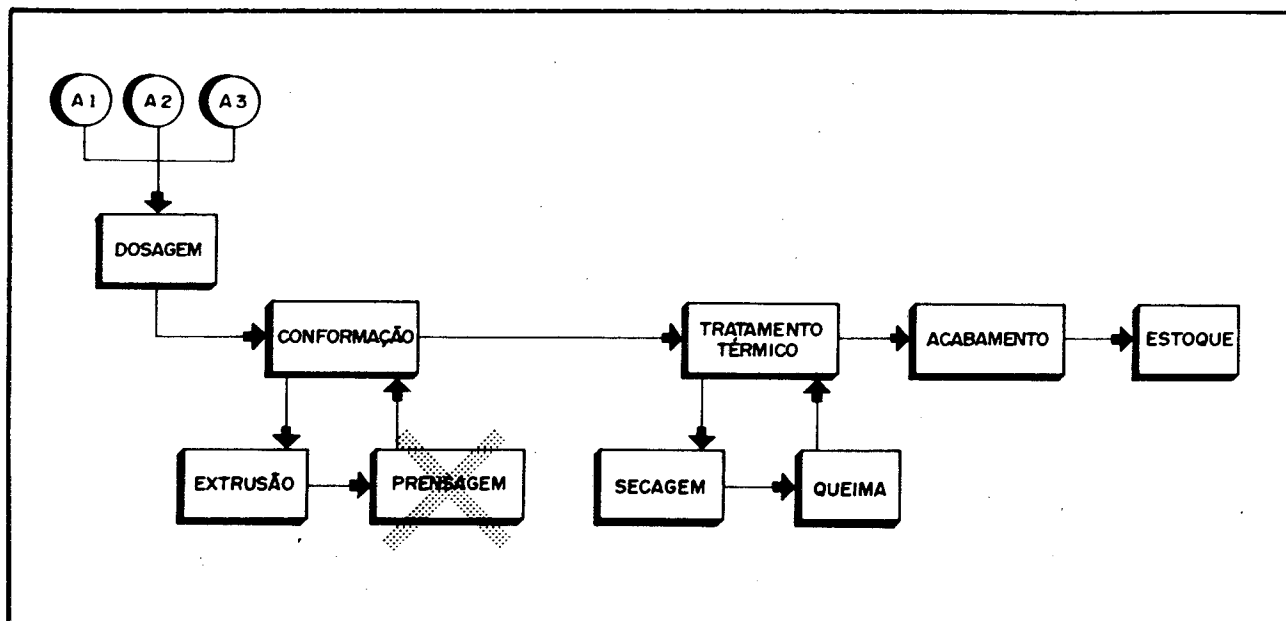 A1 A2 A3
DOSAGEM
CONFORMAÇÃO
TRATAMENTO
TÉRMICO
ACABAMENTO
ESTOQUE
EXTRUSÃO
PRENSAGEM
SECAGEM
QUEIMA